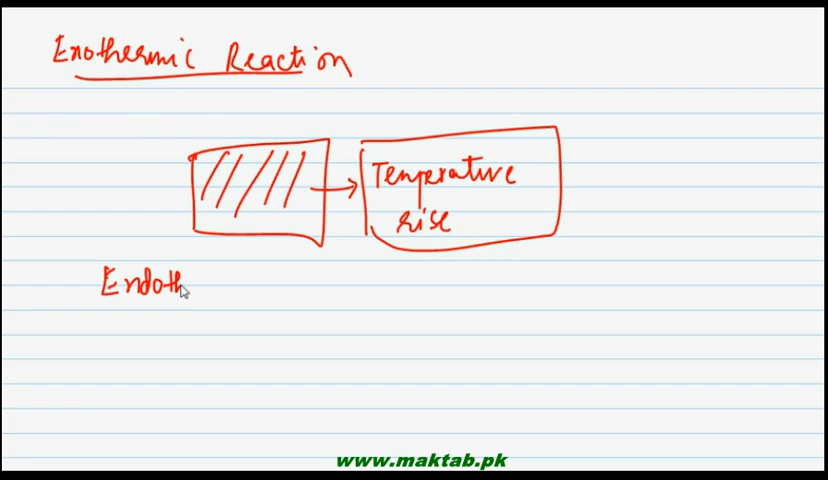 Exothermic Reaction
Temperature
rise
Endoth
www.maktab.pk